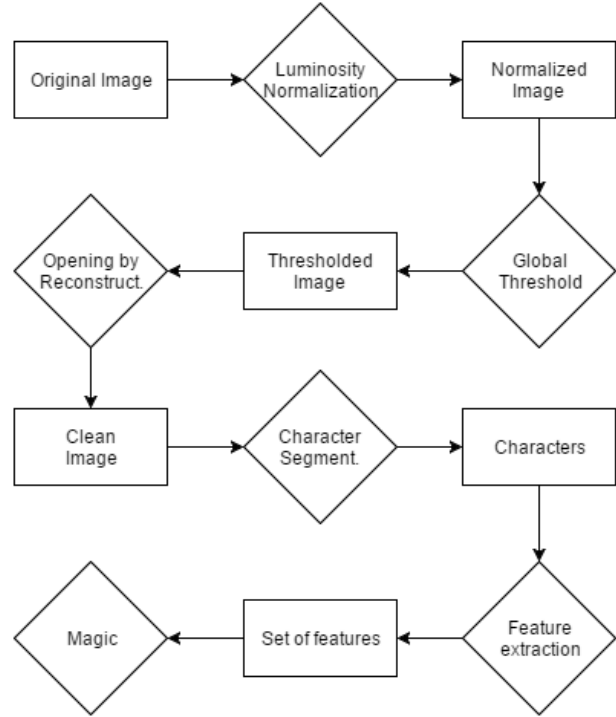 Original Image
Luminosity
Normalization
Normalized
Image
Global
Threshold
Thresholded
Image
Opening by
Reconstruct.
Clean
Image
Character
Segment.
Characters
Feature
extraction
Set of features
Magic